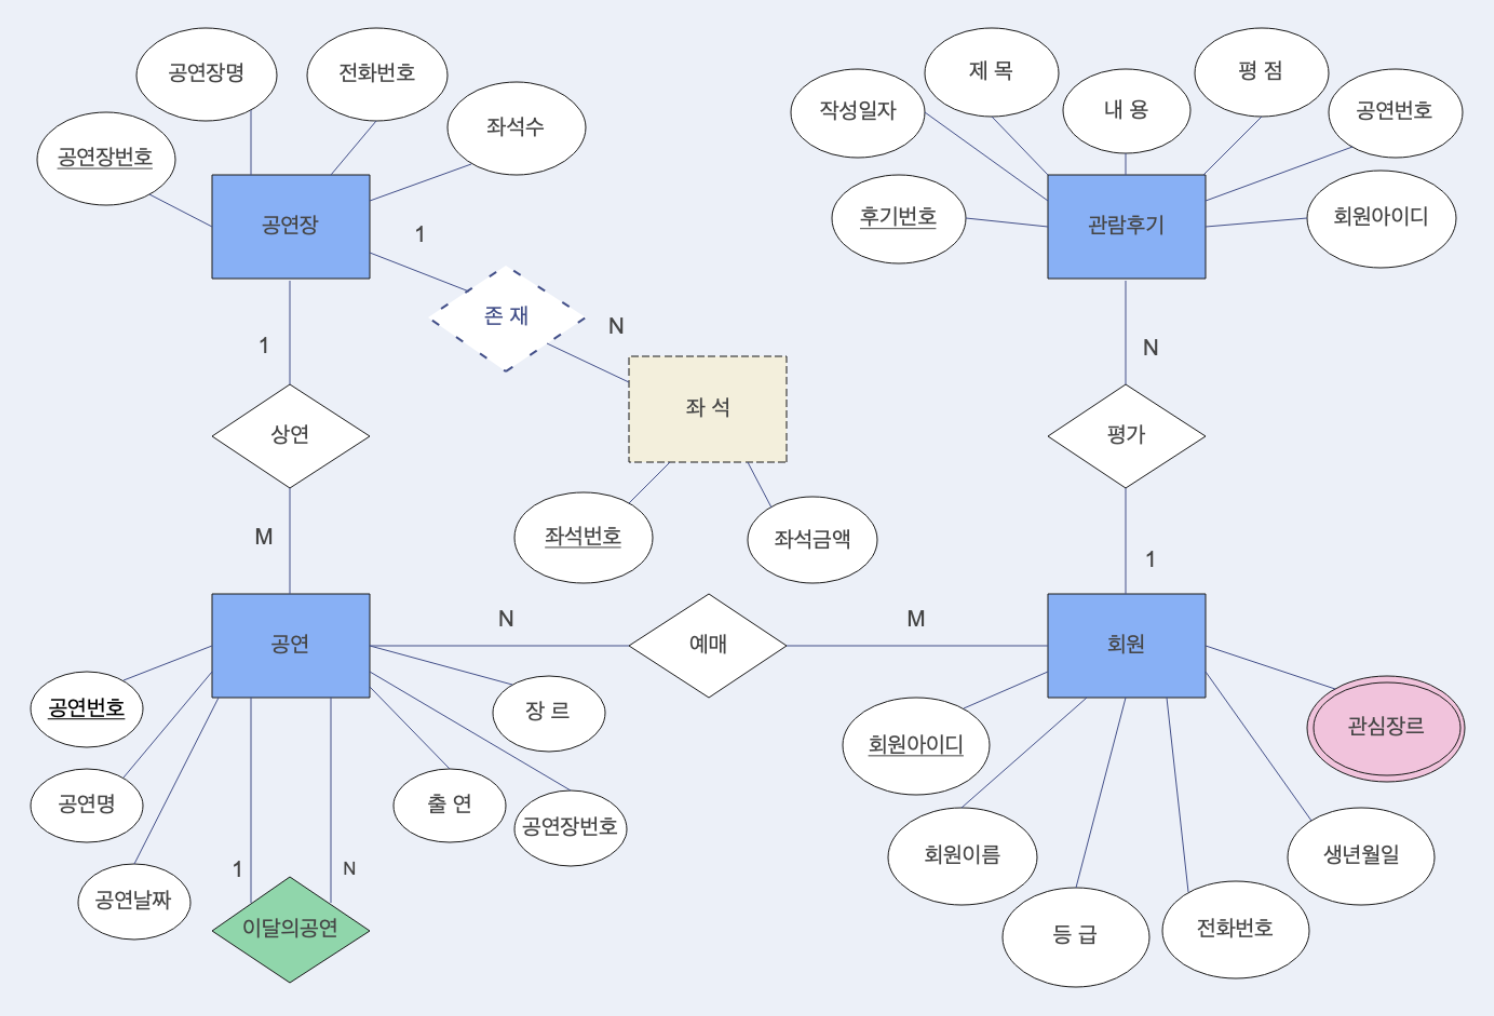 공연장명
전화번호
좌석수
공연장번호
공연장
1
존 재
N
좌 석
좌석번호
좌석금액
1
상연
M
작성일자
제 목
내 용
평 점
공연번호
후기번호
회원아이디
관람후기
N
평가
1
공연
N
예매
M
회원
공연번호
공연명
공연날짜
1
N
이달의공연
장 르
출 연
공연장번호
회원아이디
회원이름
등 급
전화번호
생년월일
관심장르